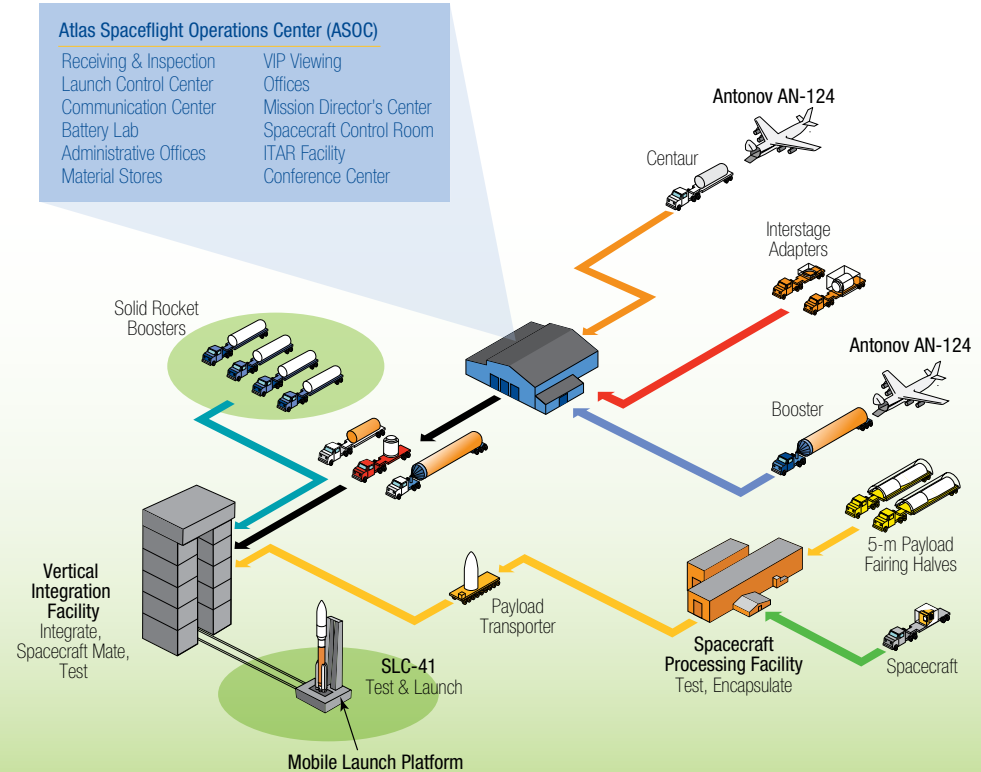 Atlas Spaceflight Operations Center (ASOC)
Receiving & Inspection
Launch Control Center
Communication Center
Battery Lab
Administrative Offices
Material Stores
VIP Viewing
Offices
Mission Director's Center
Spacecraft Control Room
ITAR Facility
Conference Center
Antonov AN-124
Centaur
Interstage
Adapters
Solid Rocket
Boosters
Antonov AN-124
Booster
5-m Payload
Fairing Halves
Vertical
Integration
Facility
Integrate,
Spacecraft Mate,
Test
Payload
Transporter
Spacecraft
Processing Facility
Test, Encapsulate
Spacecraft
SLC-41
Test & Launch
Mobile Launch Platform